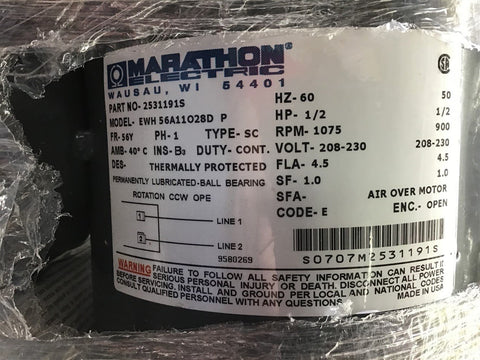 MARATHON
ELECTRIC
WAUSAU, WI 54401
PART NO- 2531191S HZ-60 50
MODEL- EWH 56A11O28D P HP- 1/2 1/2
FR-56Y PH-1 TYPE- SC RPM-1075 900
AMB-40°C INS-B3 DUTY-CONT. VOLT-208-230 208-230
DES- THERMALLY PROTECTED FLA-4.5 4.5
PERMANENTLY LUBRICATED-BALL BEARING SF-1.0 1.0
ROTATION CCW OPE SFA- AIR OVER MOTOR
CODE-E ENC.- OPEN
1 LINE 1
2 LINE 2
9580269
S0707M2531191S
WARNING FAILURE TO FOLLOW ALL SAFETY INFORMATION CAN RESULT I
SERIOUS PERSONAL INJURY OR DEATH. DISCONNECT ALL POWER
BEFORE SERVICING. INSTALL AND GROUND PER LOCAL AND NATIONAL CODES
CONSULT QUALIFIED PERSONNEL WITH ANY QUESTIONS. MADE IN USA